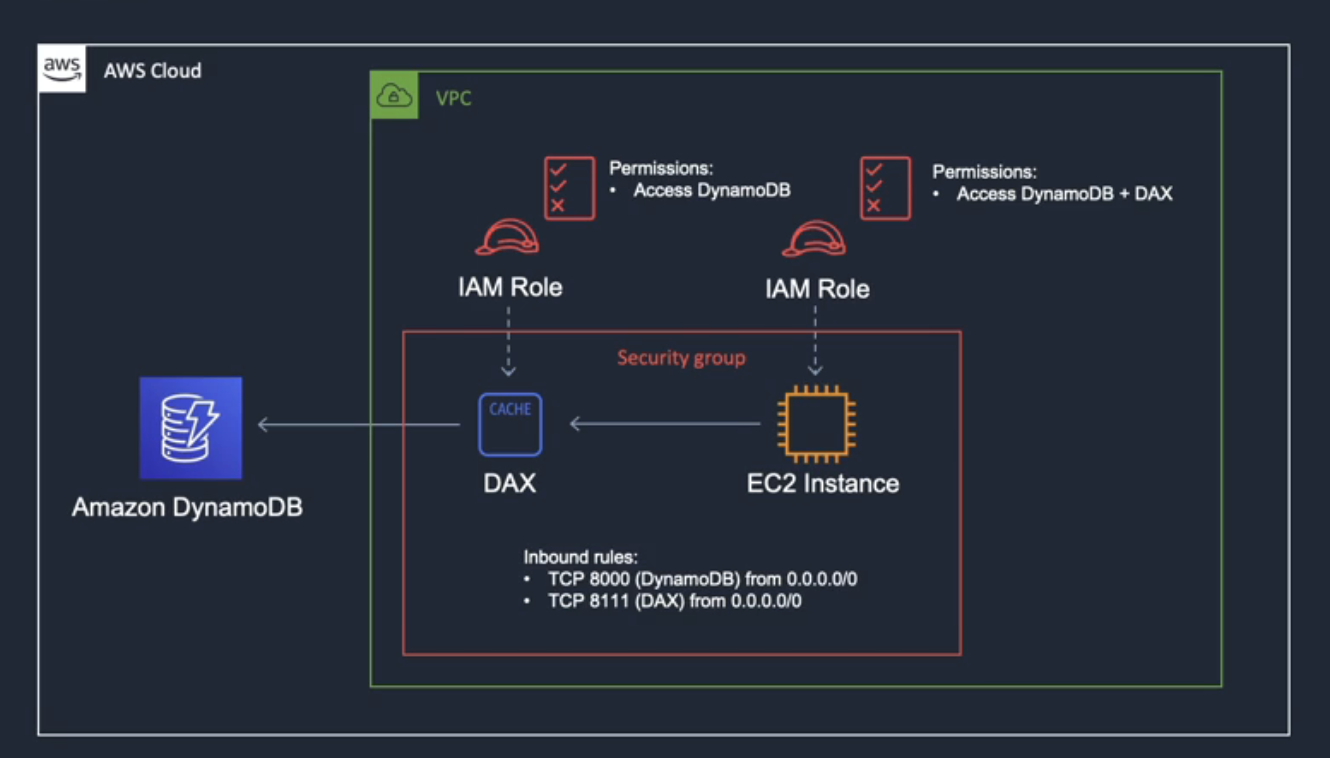 aws
AWS Cloud
VPC
Permissions:
• Access DynamoDB
Permissions:
• Access DynamoDB + DAX
IAM Role
IAM Role
Security group
CACHE
DAX
EC2 Instance
Amazon DynamoDB
Inbound rules:
• TCP 8000 (DynamoDB) from 0.0.0.0/0
• TCP 8111 (DAX) from 0.0.0.0/0